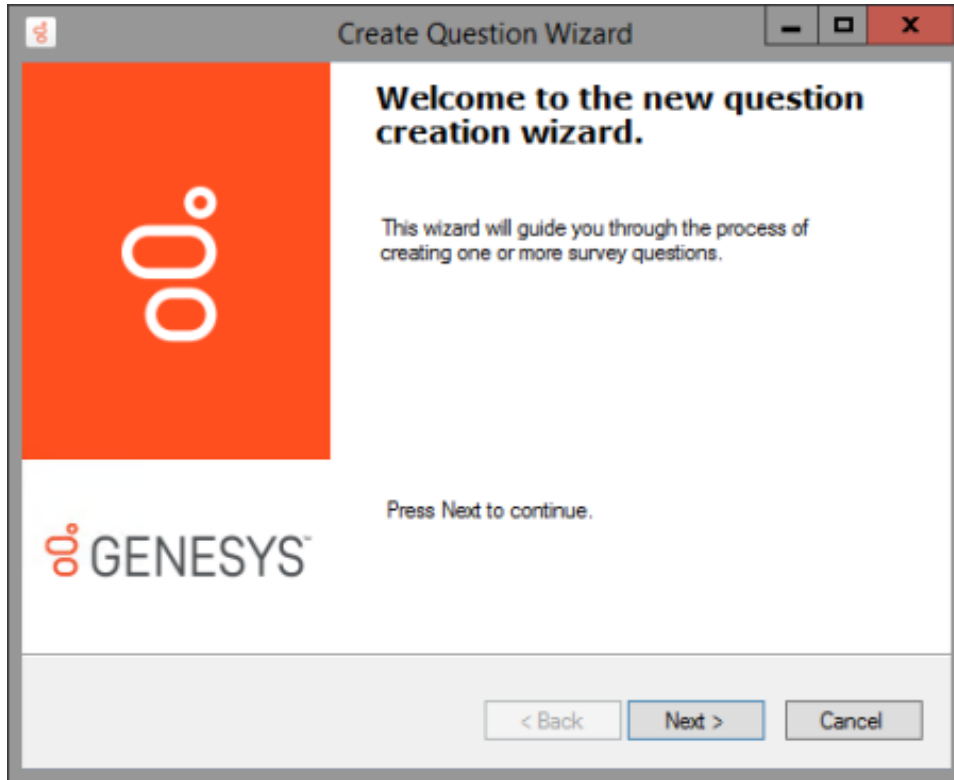 Create Question Wizard
Welcome to the new question
creation wizard.
This wizard will guide you through the process of
creating one or more survey questions.
Press Next to continue.
GENESYS™
< Back
Next >
Cancel